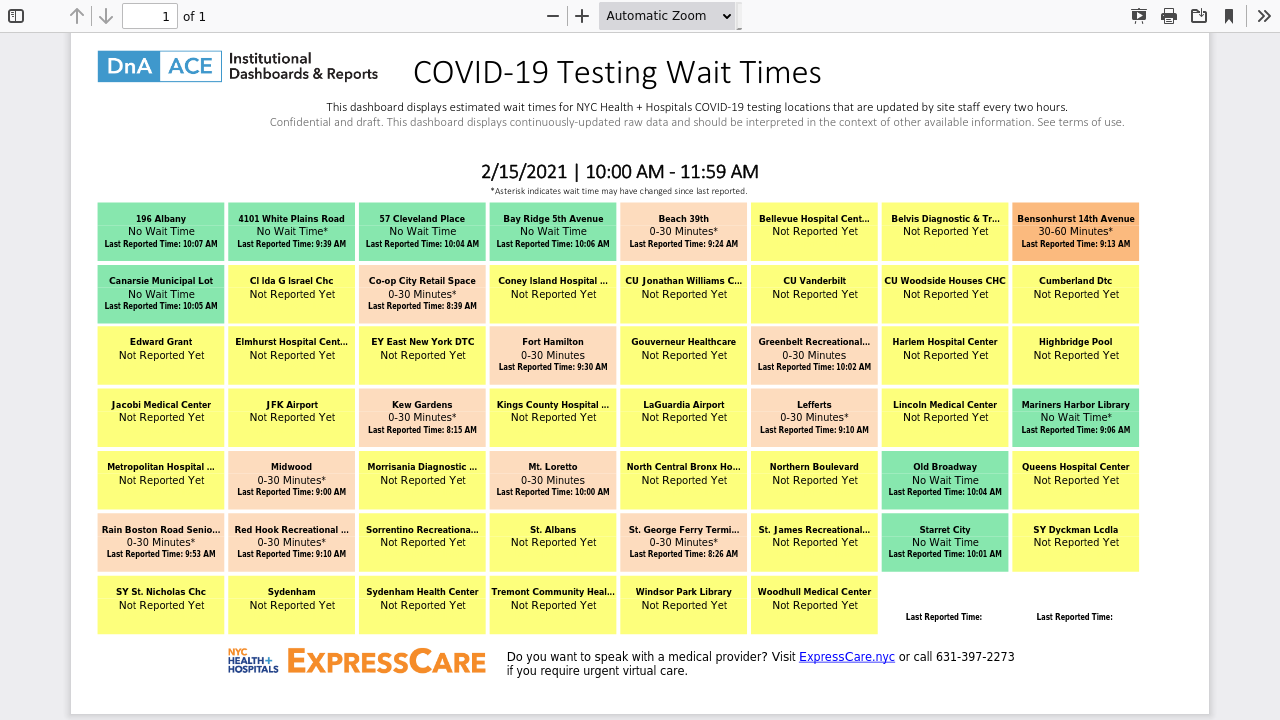 1 of 1 Automatic Zoom
DnA ACE Institutional
Dashboards & Reports
COVID-19 Testing Wait Times
This dashboard displays estimated wait times for NYC Health + Hospitals COVID-19 testing locations that are updated by site staff every two hours.
Confidential and draft. This dashboard displays continuously-updated raw data and should be interpreted in the context of other available information. See terms of use.
2/15/2021 | 10:00 AM - 11:59 AM
*Asterisk indicates wait time may have changed since last reported.
196 Albany 4101 White Plains Road 57 Cleveland Place Bay Ridge 5th Avenue Beach 39th Bellevue Hospital Cent... Belvis Diagnostic & Tr... Bensonhurst 14th Avenue
No Wait Time No Wait Time* No Wait Time No Wait Time 0-30 Minutes* Not Reported Yet Not Reported Yet 30-60 Minutes*
Last Reported Time: 10:07 AM Last Reported Time: 9:39 AM Last Reported Time: 10:04 AM Last Reported Time: 10:06 AM Last Reported Time: 9:24 AM Last Reported Time: 9:13 AM
Canarsie Municipal Lot Cl Ida G Israel Chc Co-op City Retail Space Coney Island Hospital ... CU Jonathan Williams C... CU Vanderbilt CU Woodside Houses CHC Cumberland Dtc
No Wait Time Not Reported Yet 0-30 Minutes* Not Reported Yet Not Reported Yet Not Reported Yet Not Reported Yet Not Reported Yet
Last Reported Time: 10:05 AM Last Reported Time: 8:39 AM
Edward Grant Elmhurst Hospital Cent... EY East New York DTC Fort Hamilton Gouverneur Healthcare Greenbelt Recreational... Harlem Hospital Center Highbridge Pool
Not Reported Yet Not Reported Yet Not Reported Yet 0-30 Minutes Not Reported Yet 0-30 Minutes Not Reported Yet Not Reported Yet
Last Reported Time: 9:30 AM Last Reported Time: 10:02 AM
Jacobi Medical Center JFK Airport Kew Gardens Kings County Hospital ... LaGuardia Airport Lefferts Lincoln Medical Center Mariners Harbor Library
Not Reported Yet Not Reported Yet 0-30 Minutes* Not Reported Yet Not Reported Yet 0-30 Minutes* Not Reported Yet No Wait Time*
Last Reported Time: 8:15 AM Last Reported Time: 9:10 AM Last Reported Time: 9:06 AM
Metropolitan Hospital ... Midwood Morrisania Diagnostic ... Mt. Loretto North Central Bronx Ho... Northern Boulevard Old Broadway Queens Hospital Center
Not Reported Yet 0-30 Minutes* Not Reported Yet 0-30 Minutes Not Reported Yet Not Reported Yet No Wait Time Not Reported Yet
Last Reported Time: 9:00 AM Last Reported Time: 10:00 AM Last Reported Time: 10:04 AM
Rain Boston Road Senio... Red Hook Recreational ... Sorrentino Recreationa... St. Albans St. George Ferry Termi... St. James Recreational... Starret City SY Dyckman Lcdla
0-30 Minutes* 0-30 Minutes* Not Reported Yet Not Reported Yet 0-30 Minutes* Not Reported Yet No Wait Time Not Reported Yet
Last Reported Time: 9:53 AM Last Reported Time: 9:10 AM Last Reported Time: 8:26 AM Last Reported Time: 10:01 AM
SY St. Nicholas Chc Sydenham Sydenham Health Center Tremont Community Heal... Windsor Park Library Woodhull Medical Center
Not Reported Yet Not Reported Yet Not Reported Yet Not Reported Yet Not Reported Yet Not Reported Yet
Last Reported Time: Last Reported Time:
NYC
HEALTH+
HOSPITALS
EXPRESSCARE
Do you want to speak with a medical provider? Visit ExpressCare.nyc or call 631-397-2273
if you require urgent virtual care.